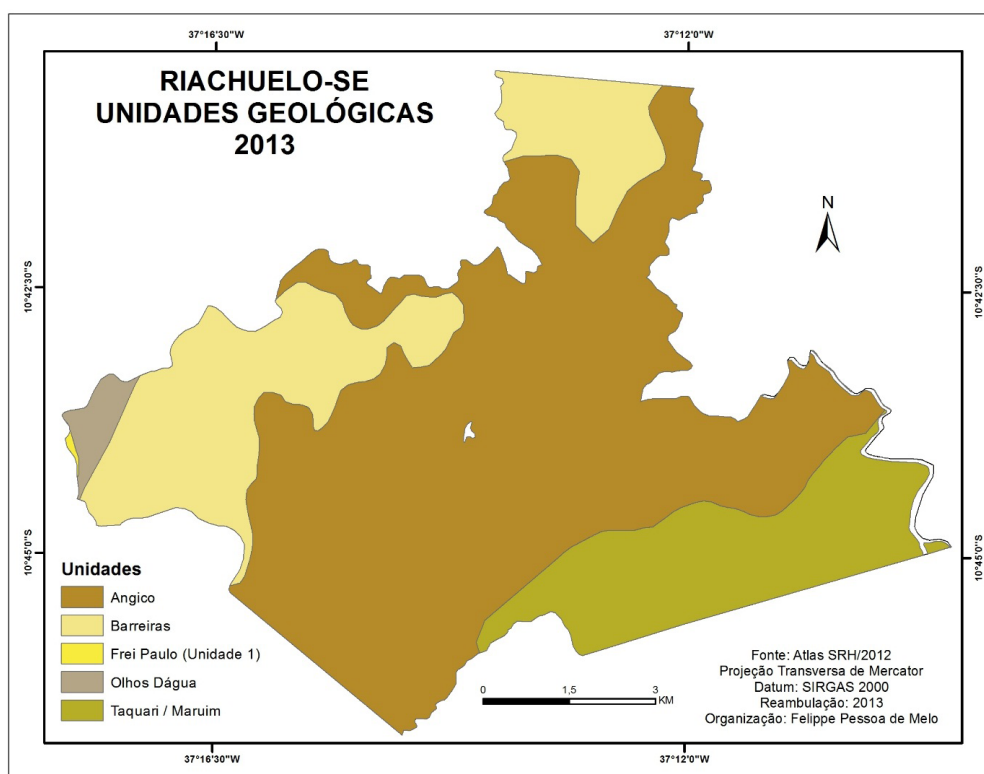 37°16'30"W
37°12'0"W
RIACHUELO-SE
UNIDADES GEOLÓGICAS
2013
N
10°42'30"S
10°42'30"S
10°45'0"S
10°45'0"S
Unidades
Angico
Barreiras
Frei Paulo (Unidade 1)
Olhos Dágua
Taquari / Maruim
0
1,5
3
KM
Fonte: Atlas SRH/2012
Projeção Transversa de Mercator
Datum: SIRGAS 2000
Reambulação: 2013
Organização: Felippe Pessoa de Melo
37°16'30"W
37°12'0"W